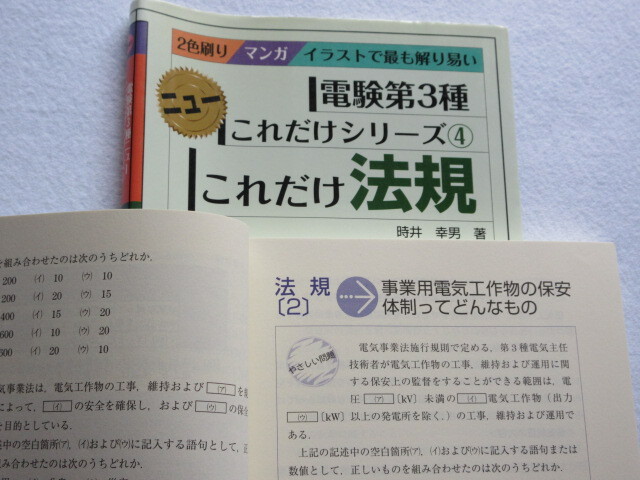 2色刷り マンガ イラストで最も解り易い
ニュー
電験第3種
これだけシリーズ④
これだけ 法規
時井 幸男 著
を組み合わせたのは次のうちどれか.
200 (イ) 10 (ウ) 10
200 (イ) 20 (ウ) 15
400 (イ) 15 (ウ) 20
600 (イ) 10 (ウ) 20
600 (イ) 20 (ウ) 10
気事業法は,電気工作物の工事,維持および (ア) を
によって, (イ) の安全を確保し,および (ウ) の保全
を目的としている.
述中の空白箇所(ア),(イ)および(ウ)に記入する語句として,正
み合わせたのは次のうちどれか.
法規
〔2〕
事業用電気工作物の保安
体制ってどんなもの
やさしい問題
電気事業法施行規則で定める,第3種電気主任
技術者が電気工作物の工事,維持および運用に関
する保安上の監督をすることができる範囲は,電
圧 (ア) 〔kV〕未満の (イ) 電気工作物(出力
(ウ) 〔kW〕以上の発電所を除く.)の工事,維持および運用で
ある.
上記の記述中の空白箇所(ア),(イ)および(ウ)に記入する語句または
数値として,正しいものを組み合わせたのは次のうちどれか.